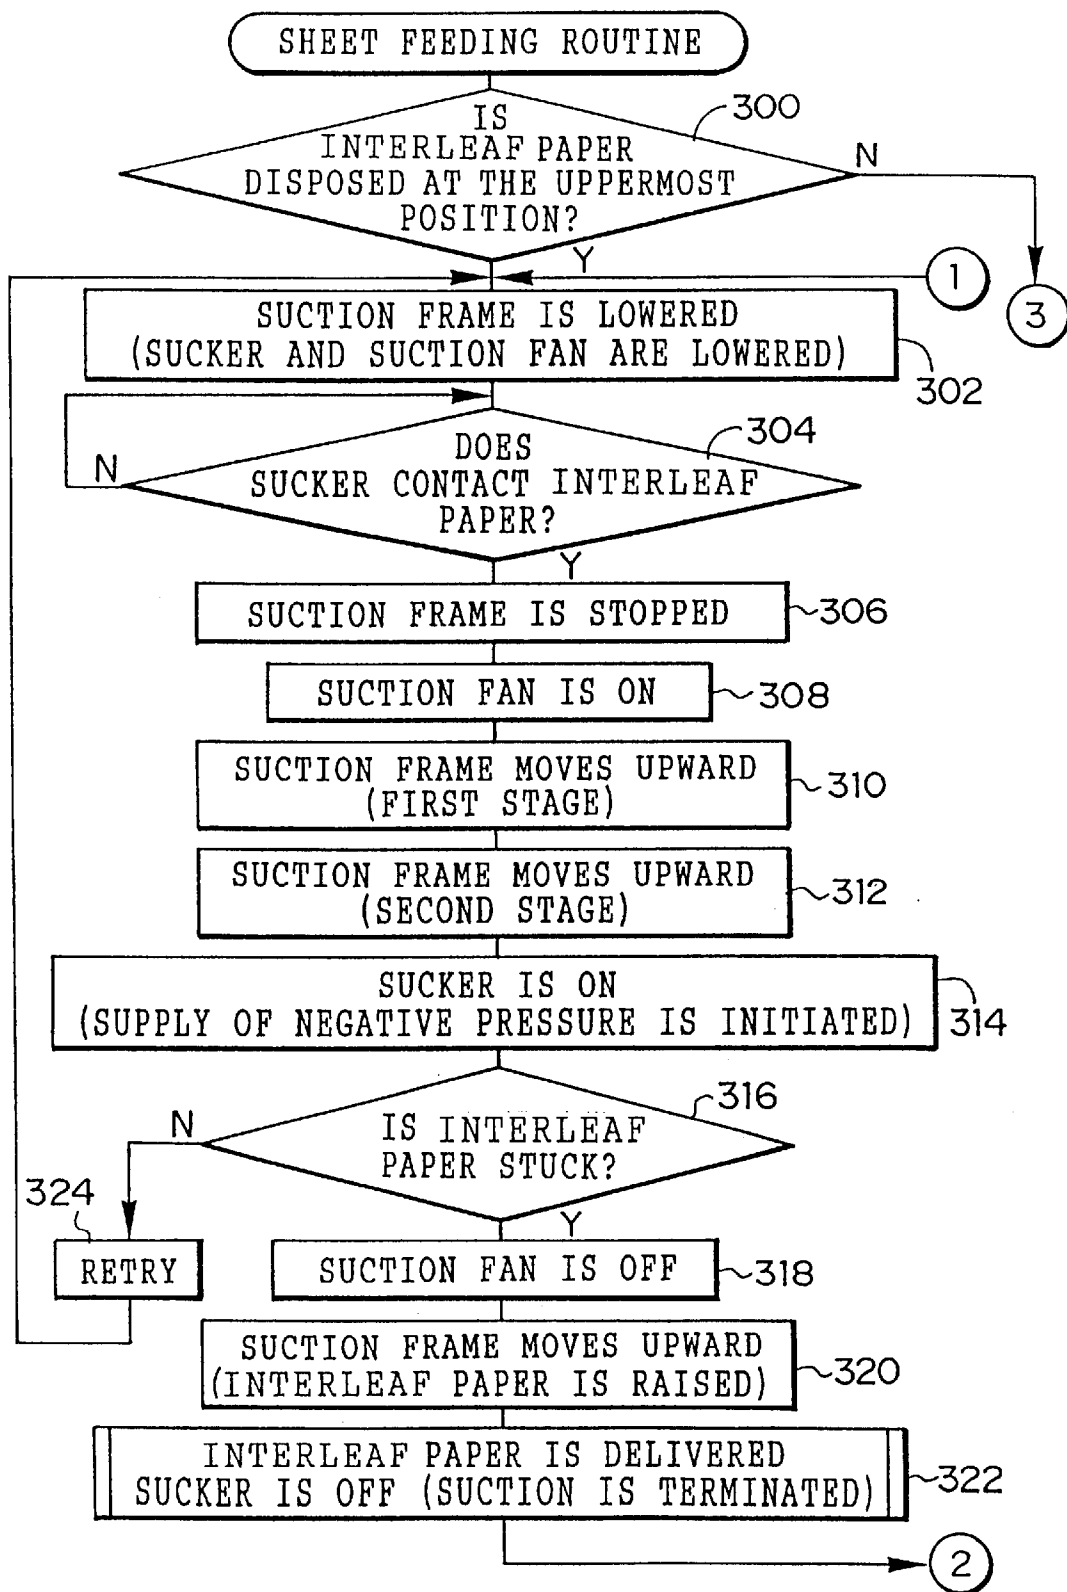 SHEET FEEDING ROUTINE
300
IS
INTERLEAF PAPER
DISPOSED AT THE UPPERMOST
POSITION?
N
Y
1
3
SUCTION FRAME IS LOWERED
(SUCKER AND SUCTION FAN ARE LOWERED)
302
304
DOES
SUCKER CONTACT INTERLEAF
PAPER?
N
Y
SUCTION FRAME IS STOPPED
306
SUCTION FAN IS ON
308
SUCTION FRAME MOVES UPWARD
(FIRST STAGE)
310
SUCTION FRAME MOVES UPWARD
(SECOND STAGE)
312
SUCKER IS ON
(SUPPLY OF NEGATIVE PRESSURE IS INITIATED)
314
316
IS INTERLEAF
PAPER STUCK?
N
Y
324
RETRY
SUCTION FAN IS OFF
318
SUCTION FRAME MOVES UPWARD
(INTERLEAF PAPER IS RAISED)
320
INTERLEAF PAPER IS DELIVERED
SUCKER IS OFF (SUCTION IS TERMINATED)
322
2